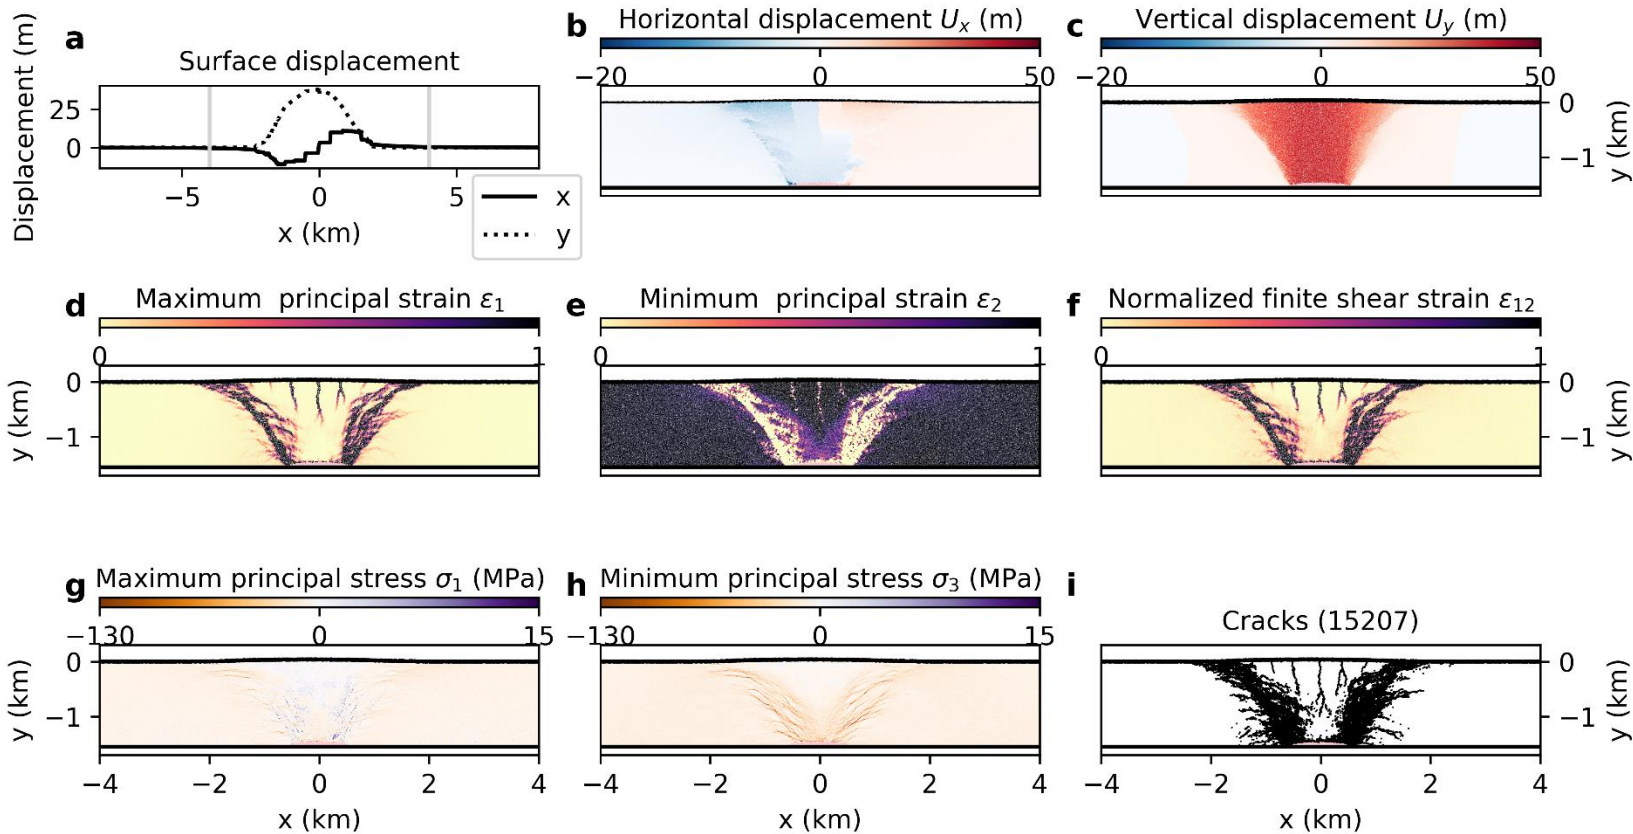 a
Surface displacement
Displacement (m)
25
0
−5
0
5
x (km)
x
y
b
Horizontal displacement Ux (m)
−20
0
50
c
Vertical displacement Uy (m)
−20
0
50
0
−1
y (km)
d
Maximum principal strain ε1
0
1
y (km)
0
−1
e
Minimum principal strain ε2
0
1
f
Normalized finite shear strain ε12
0
1
0
−1
y (km)
g
Maximum principal stress σ1 (MPa)
−130
0
15
y (km)
0
−1
−4
−2
0
2
4
x (km)
h
Minimum principal stress σ3 (MPa)
−130
0
15
−4
−2
0
2
4
x (km)
i
Cracks (15207)
0
−1
y (km)
−4
−2
0
2
4
x (km)